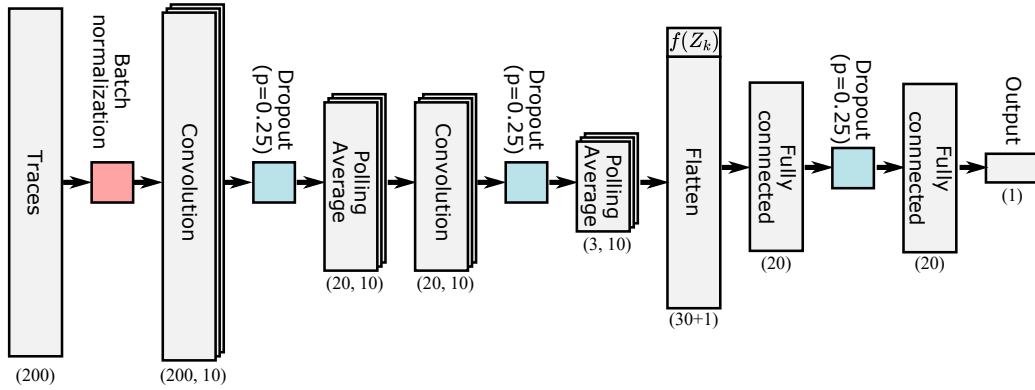 Traces
(200)
Batch
normalization
Convolution
(200, 10)
Dropout
(p=0.25)
Polling
Average
(20, 10)
Convolution
(20, 10)
Dropout
(p=0.25)
Polling
Average
(3, 10)
f(Z_k)
Flatten
(30+1)
Fully
connnected
(20)
Dropout
(p=0.25)
Fully
connnected
(20)
Output
(1)